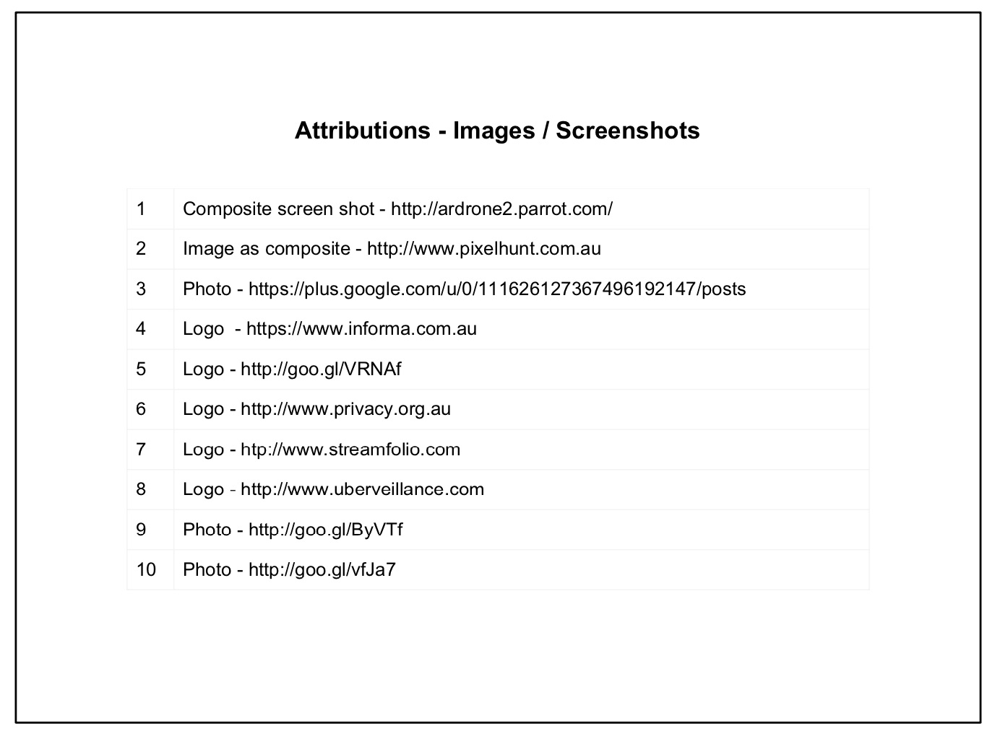 Attributions - Images / Screenshots
1 Composite screen shot - http://ardrone2.parrot.com/
2 Image as composite - http://www.pixelhunt.com.au
3 Photo - https://plus.google.com/u/0/111626127367496192147/posts
4 Logo  - https://www.informa.com.au
5 Logo - http://goo.gl/VRNAf
6 Logo - http://www.privacy.org.au
7 Logo - htp://www.streamfolio.com
8 Logo - http://www.uberveillance.com
9 Photo - http://goo.gl/ByVTf
10 Photo - http://goo.gl/vfJa7